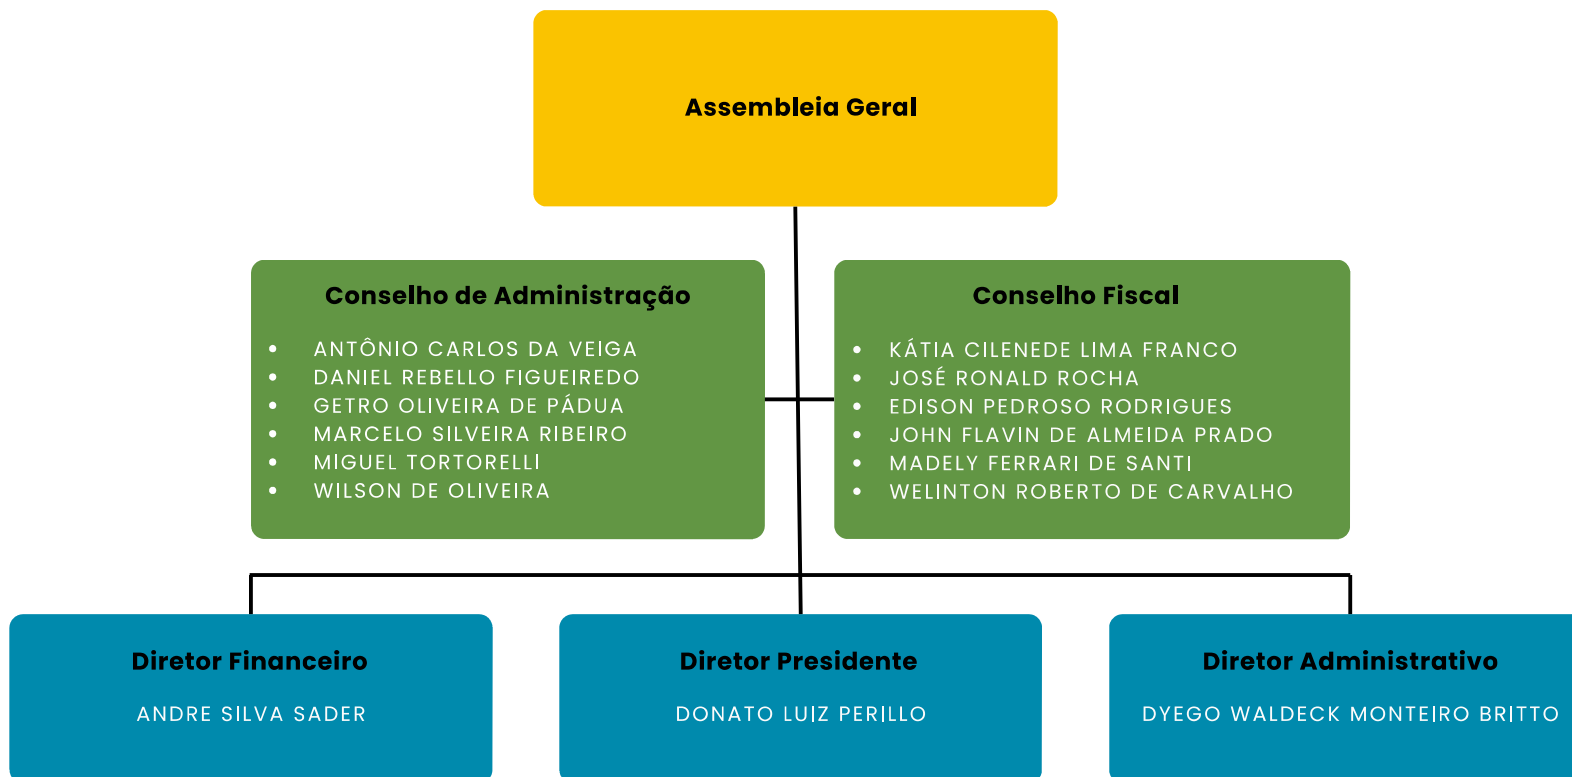 Assembleia Geral
Conselho de Administração
• ANTÔNIO CARLOS DA VEIGA
• DANIEL REBELLO FIGUEIREDO
• GETRO OLIVEIRA DE PÁDUA
• MARCELO SILVEIRA RIBEIRO
• MIGUEL TORTORELLI
• WILSON DE OLIVEIRA
Conselho Fiscal
• KÁTIA CILENEDE LIMA FRANCO
• JOSÉ RONALD ROCHA
• EDISON PEDROSO RODRIGUES
• JOHN FLAVIN DE ALMEIDA PRADO
• MADELY FERRARI DE SANTI
• WELINTON ROBERTO DE CARVALHO
Diretor Financeiro
ANDRE SILVA SADER
Diretor Presidente
DONATO LUIZ PERILLO
Diretor Administrativo
DYEGO WALDECK MONTEIRO BRITTO